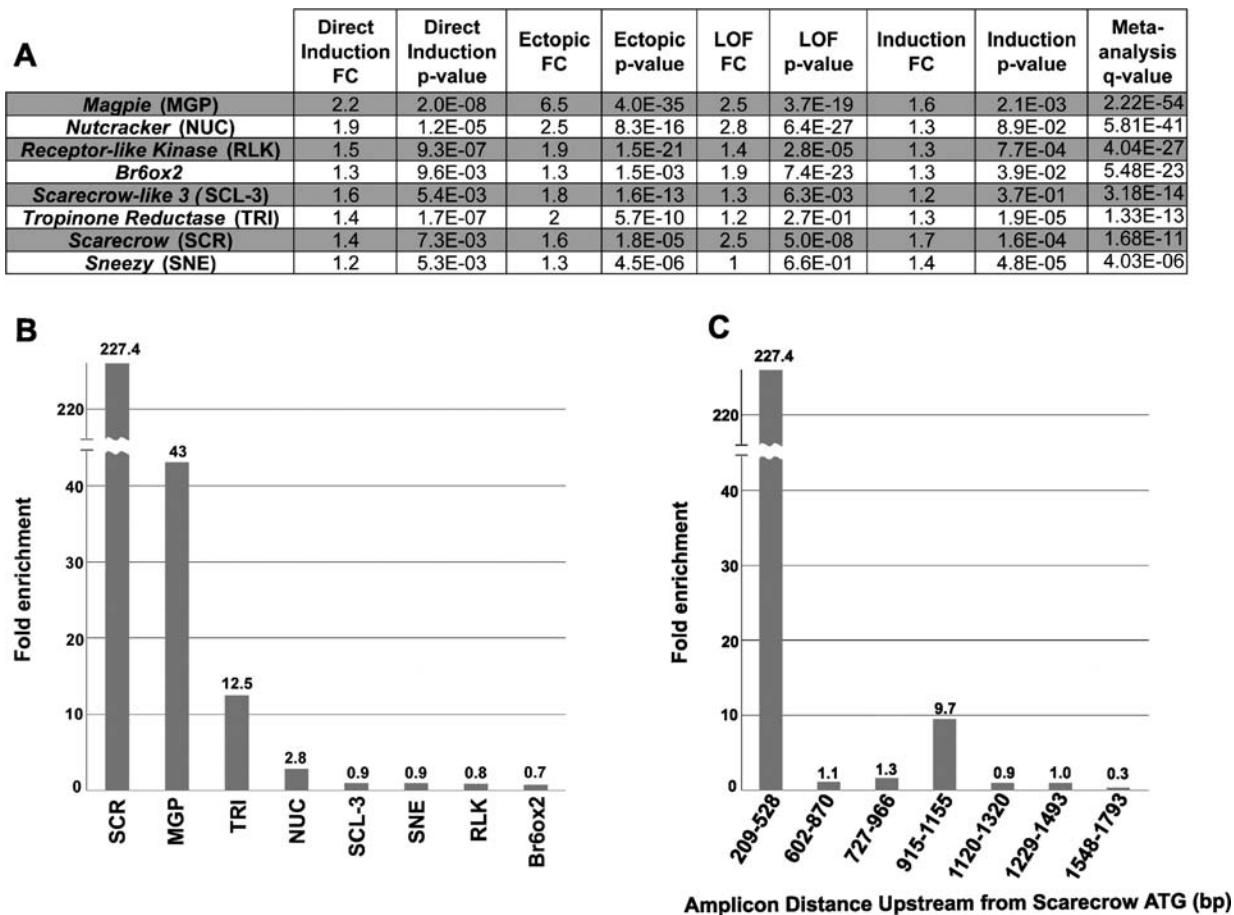 A
Direct Induction FC Direct Induction p-value Ectopic FC Ectopic p-value LOF FC LOF p-value Induction FC Induction p-value Meta-analysis q-value
Magpie (MGP) 2.2 2.0E-08 6.5 4.0E-35 2.5 3.7E-19 1.6 2.1E-03 2.22E-54
Nutcracker (NUC) 1.9 1.2E-05 2.5 8.3E-16 2.8 6.4E-27 1.3 8.9E-02 5.81E-41
Receptor-like Kinase (RLK) 1.5 9.3E-07 1.9 1.5E-21 1.4 2.8E-05 1.3 7.7E-04 4.04E-27
Br6ox2 1.3 9.6E-03 1.3 1.5E-03 1.9 7.4E-23 1.3 3.9E-02 5.48E-23
Scarecrow-like 3 (SCL-3) 1.6 5.4E-03 1.8 1.6E-13 1.3 6.3E-03 1.2 3.7E-01 3.18E-14
Tropinone Reductase (TRI) 1.4 1.7E-07 2 5.7E-10 1.2 2.7E-01 1.3 1.9E-05 1.33E-13
Scarecrow (SCR) 1.4 7.3E-03 1.6 1.8E-05 2.5 5.0E-08 1.7 1.6E-04 1.68E-11
Sneezy (SNE) 1.2 5.3E-03 1.3 4.5E-06 1 6.6E-01 1.4 4.8E-05 4.03E-06
B
Fold enrichment
220
40
30
20
10
0
227.4
43
12.5
2.8
0.9
0.9
0.8
0.7
SCR
MGP
TRI
NUC
SCL-3
SNE
RLK
Br6ox2
C
Fold enrichment
220
40
30
20
10
0
227.4
1.1
1.3
9.7
0.9
1.0
0.3
209-528
602-870
727-966
915-1155
1120-1320
1229-1493
1548-1793
Amplicon Distance Upstream from Scarecrow ATG (bp)